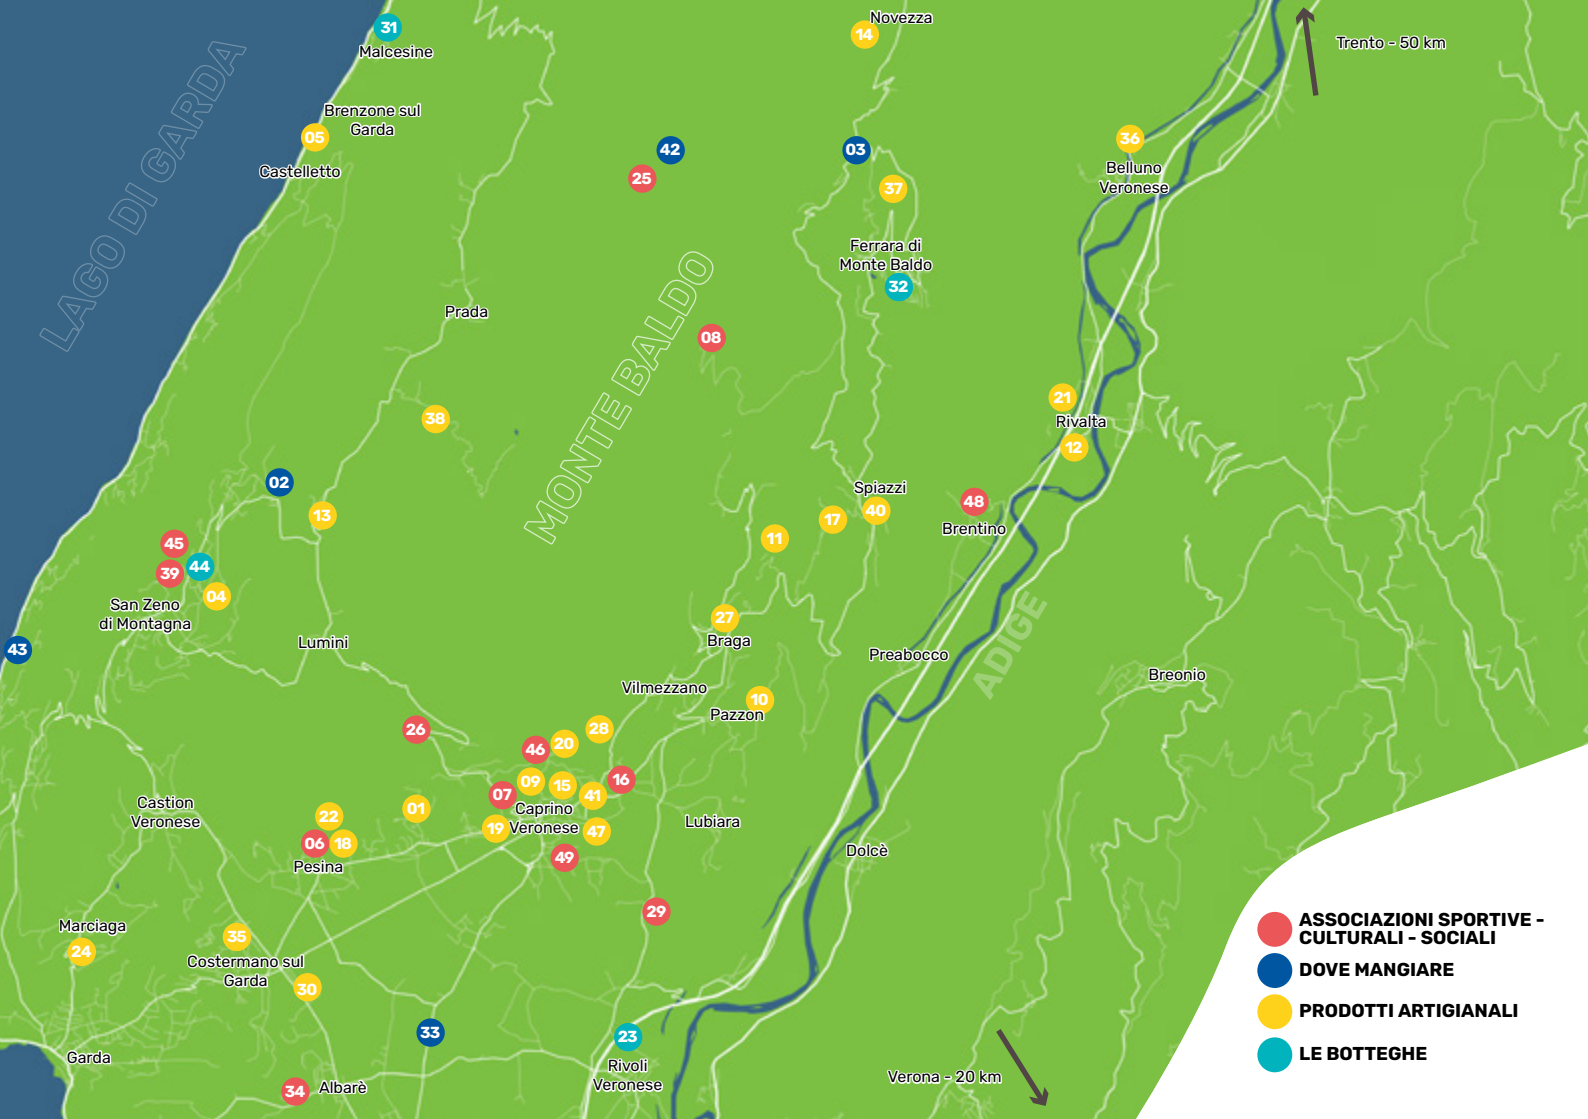 Novezza
14
31
Malcesine
Trento - 50 km
LAGO DI GARDA
Brenzone sul
Garda
05
Castelletto
42
25
03
37
36
Belluno
Veronese
Ferrara di
Monte Baldo
32
Prada
MONTE BALDO
08
38
21
Rivalta
12
02
13
Spiazzi
40
17
11
48
Brentino
45
44
39
04
San Zeno
di Montagna
43
Lumini
27
Braga
ADIGE
Preabocco
Breonio
Vilmezzano
10
Pazzon
26
28
20
46
16
09
15
07
41
Caprino
Veronese
19
47
49
Castion
Veronese
01
22
06
18
Pesina
Lubiara
Dolcè
29
Marciaga
24
35
Costermano sul
Garda
30
33
23
Rivoli
Veronese
Garda
34
Albarè
Verona - 20 km
ASSOCIAZIONI SPORTIVE -
CULTURALI - SOCIALI
DOVE MANGIARE
PRODOTTI ARTIGIANALI
LE BOTTEGHE